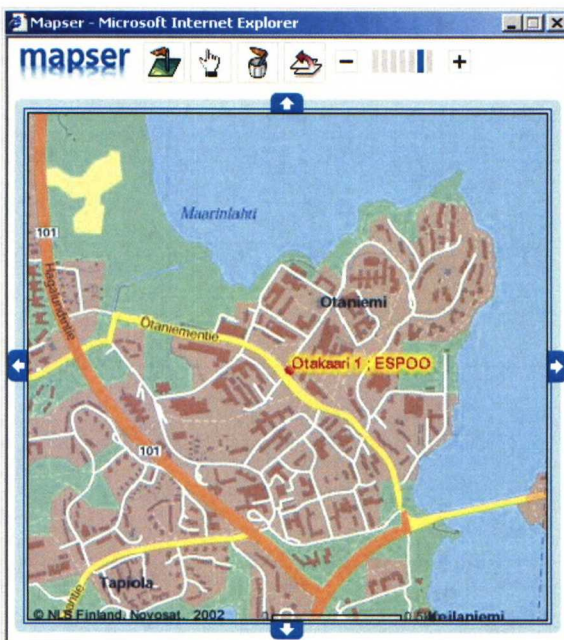 Mapser - Microsoft Internet Explorer
mapser
Maarinlahti
101
Hagalundintie
Otaniemi
Otaniementie
Otakaari 1 ; ESPOO
101
Tapiola
© NLS Finland, Novosat, 2002
Keilaniemi